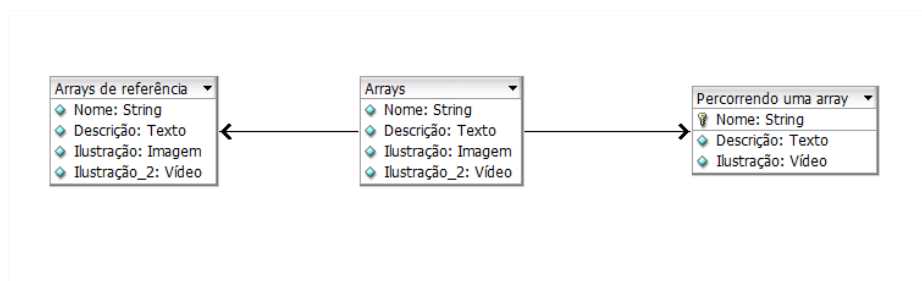 Arrays de referência
Nome: String
Descrição: Texto
Ilustração: Imagem
Ilustração_2: Vídeo
Arrays
Nome: String
Descrição: Texto
Ilustração: Imagem
Ilustração_2: Vídeo
Percorrendo uma array
Nome: String
Descrição: Texto
Ilustração: Vídeo